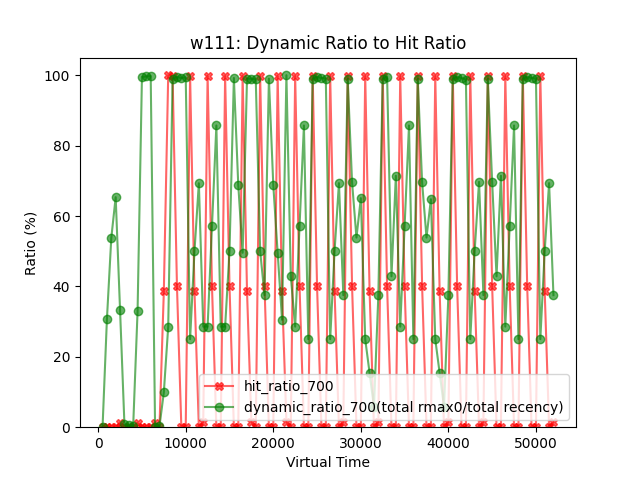 w111: Dynamic Ratio to Hit Ratio
100
80
60
40
20
0
Ratio (%)
hit_ratio_700
dynamic_ratio_700(total rmax0/total recency)
0
10000
20000
30000
40000
50000
Virtual Time